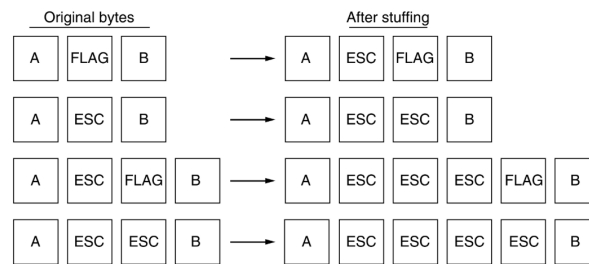 Original bytes After stuffing
A FLAG B A ESC FLAG B
A ESC B A ESC ESC B
A ESC FLAG B A ESC ESC ESC FLAG B
A ESC ESC B A ESC ESC ESC ESC B